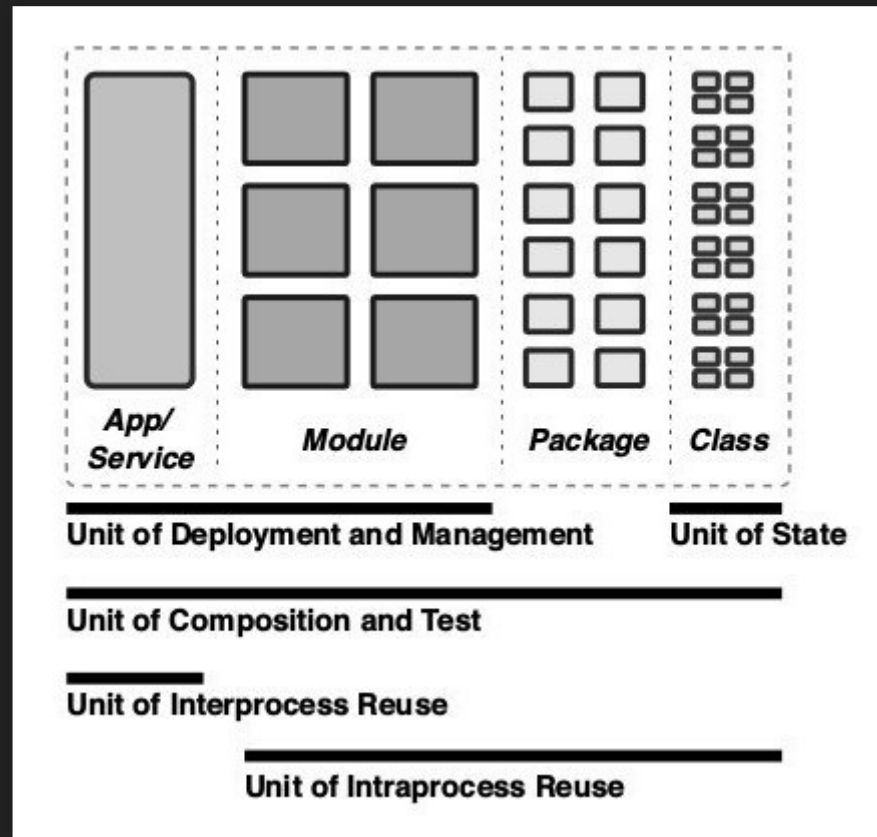 App/
Service
Module
Package
Class
Unit of Deployment and Management
Unit of State
Unit of Composition and Test
Unit of Interprocess Reuse
Unit of Intraprocess Reuse